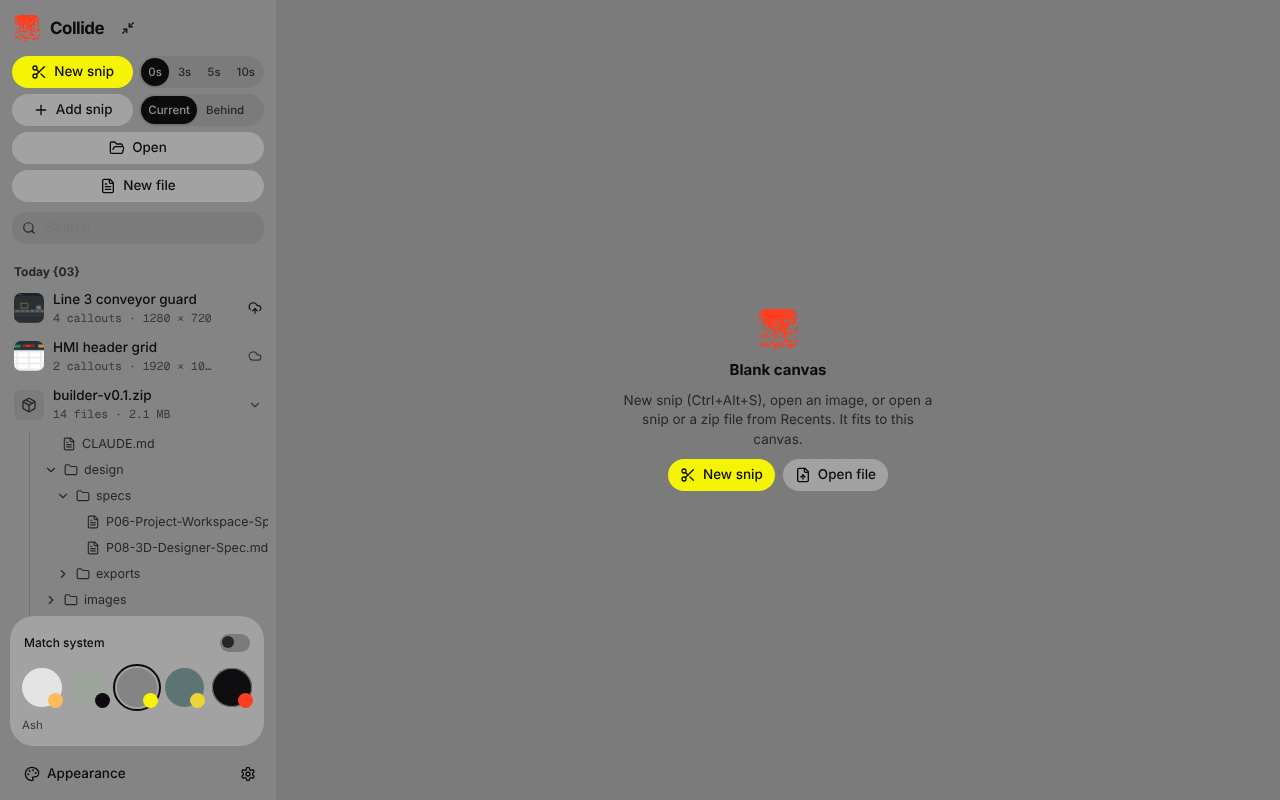 Collide
New snip
0s 3s 5s 10s
Add snip
Current Behind
Open
New file
Search
Today {03}
Line 3 conveyor guard
4 callouts · 1280 × 720
HMI header grid
2 callouts · 1920 × 10…
builder-v0.1.zip
14 files · 2.1 MB
CLAUDE.md
design
specs
P06-Project-Workspace-Sp
P08-3D-Designer-Spec.md
exports
images
Match system
Ash
Appearance
Blank canvas
New snip (Ctrl+Alt+S), open an image, or open a
snip or a zip file from Recents. It fits to this
canvas.
New snip
Open file